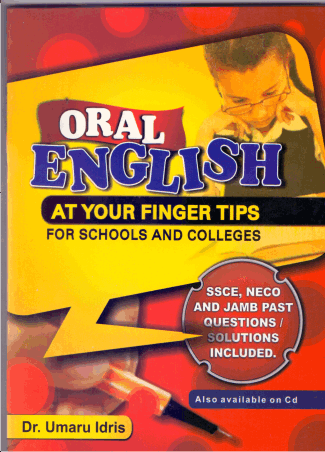 ORAL
ENGLISH
AT YOUR FINGER TIPS
FOR SCHOOLS AND COLLEGES
SSCE, NECO
AND JAMB PAST
QUESTIONS /
SOLUTIONS
INCLUDED.
Also available on Cd
Dr. Umaru Idris